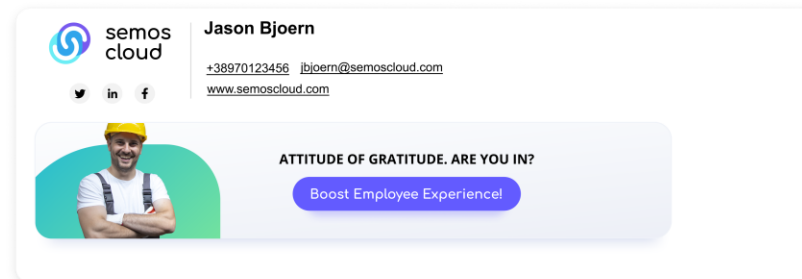 semos
cloud
Jason Bjoern
+38970123456 jbjoern@semoscloud.com
www.semoscloud.com
ATTITUDE OF GRATITUDE. ARE YOU IN?
Boost Employee Experience!